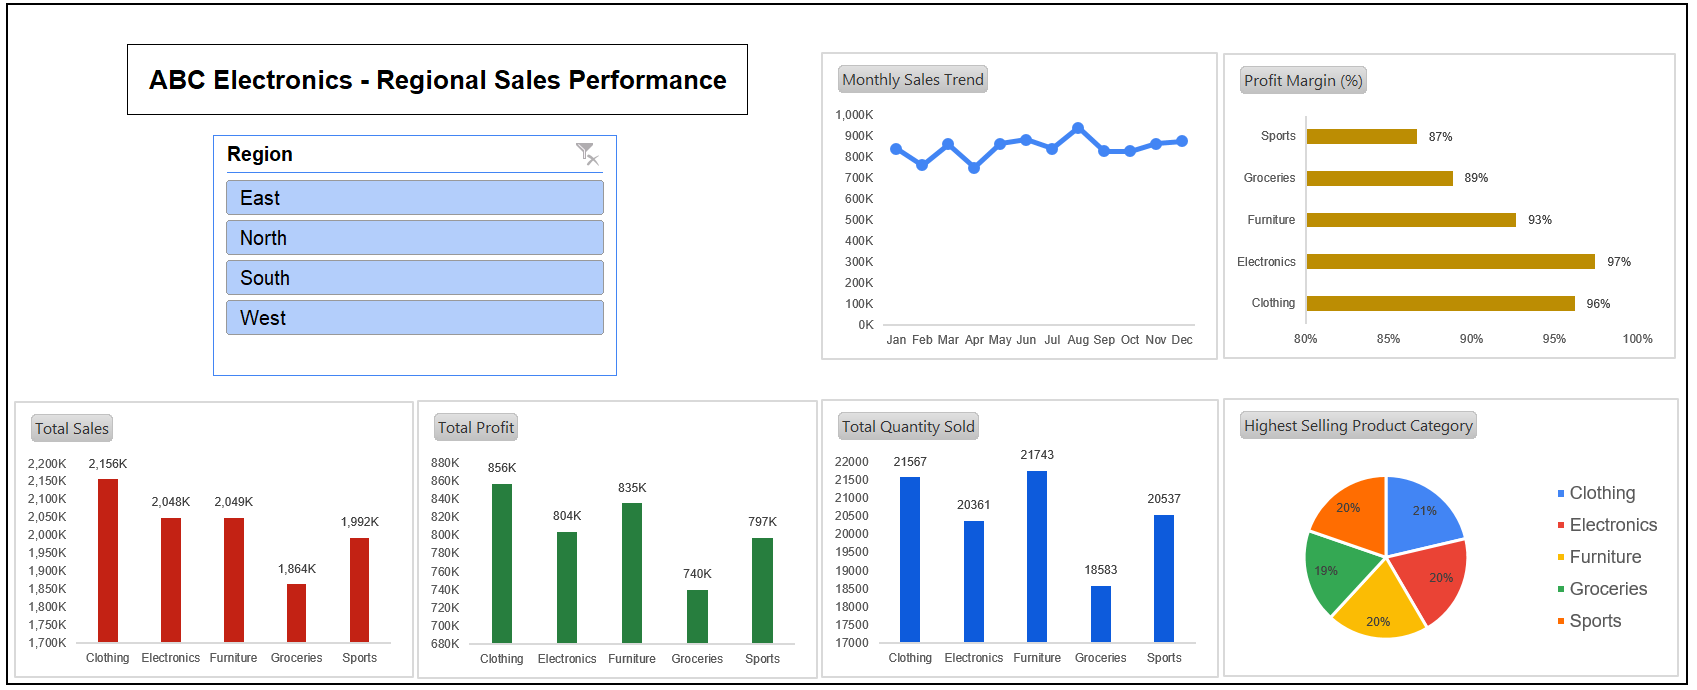 ABC Electronics - Regional Sales Performance
Region
East
North
South
West
Monthly Sales Trend
1,000K
900K
800K
700K
600K
500K
400K
300K
200K
100K
0K
Jan Feb Mar Apr May Jun Jul Aug Sep Oct Nov Dec
Profit Margin (%)
Sports 87%
Groceries 89%
Furniture 93%
Electronics 97%
Clothing 96%
80% 85% 90% 95% 100%
Total Sales
2,200K
2,150K
2,100K
2,050K
2,000K
1,950K
1,900K
1,850K
1,800K
1,750K
1,700K
2,156K
2,048K
2,049K
1,864K
1,992K
Clothing Electronics Furniture Groceries Sports
Total Profit
880K
860K
840K
820K
800K
780K
760K
740K
720K
700K
680K
856K
804K
835K
740K
797K
Clothing Electronics Furniture Groceries Sports
Total Quantity Sold
22000
21500
21000
20500
20000
19500
19000
18500
18000
17500
17000
21567
20361
21743
18583
20537
Clothing Electronics Furniture Groceries Sports
Highest Selling Product Category
20%
21%
19%
20%
20%
Clothing
Electronics
Furniture
Groceries
Sports